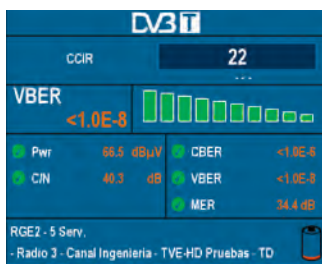 DVB T
CCIR 22
---
VBER
<1.0E-8
Pwr 66.5 dBµV
C/N 40.3 dB
CBER <1.0E-6
VBER <1.0E-8
MER 34.4 dB
RGE2 - 5 Serv.
- Radio 3 - Canal Ingenieria - TVE-HD Pruebas - TD